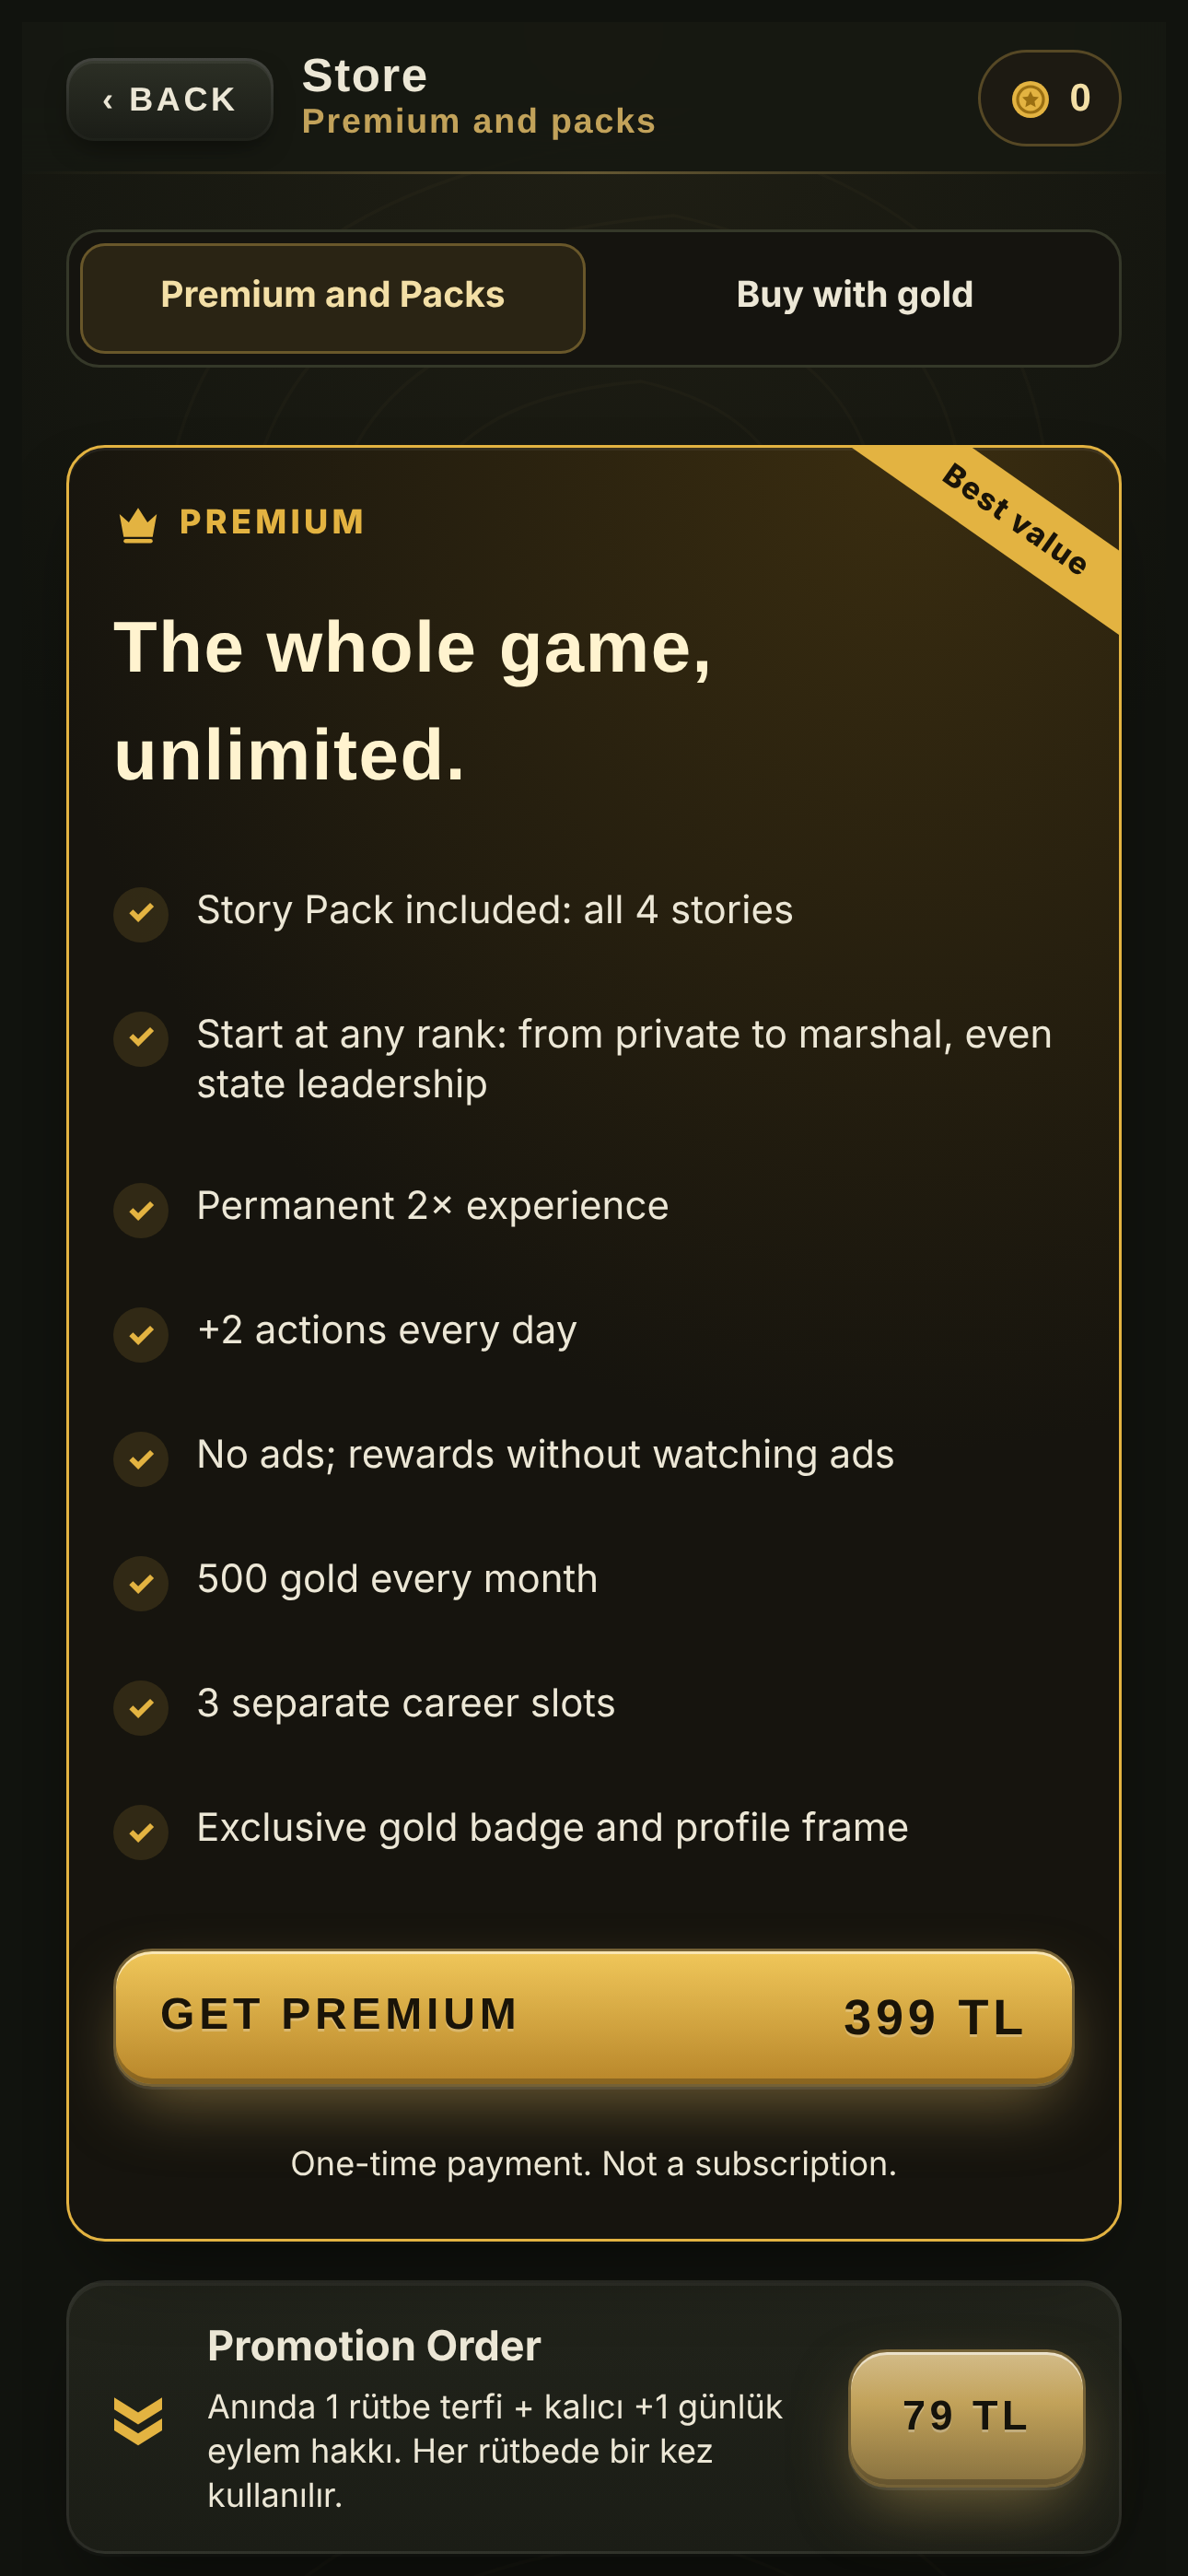 ‹ BACK
Store
Premium and packs
0
Premium and Packs
Buy with gold
Best value
PREMIUM
The whole game,
unlimited.
Story Pack included: all 4 stories
Start at any rank: from private to marshal, even
state leadership
Permanent 2× experience
+2 actions every day
No ads; rewards without watching ads
500 gold every month
3 separate career slots
Exclusive gold badge and profile frame
GET PREMIUM
399 TL
One-time payment. Not a subscription.
Promotion Order
Anında 1 rütbe terfi + kalıcı +1 günlük
eylem hakkı. Her rütbede bir kez
kullanılır.
79 TL